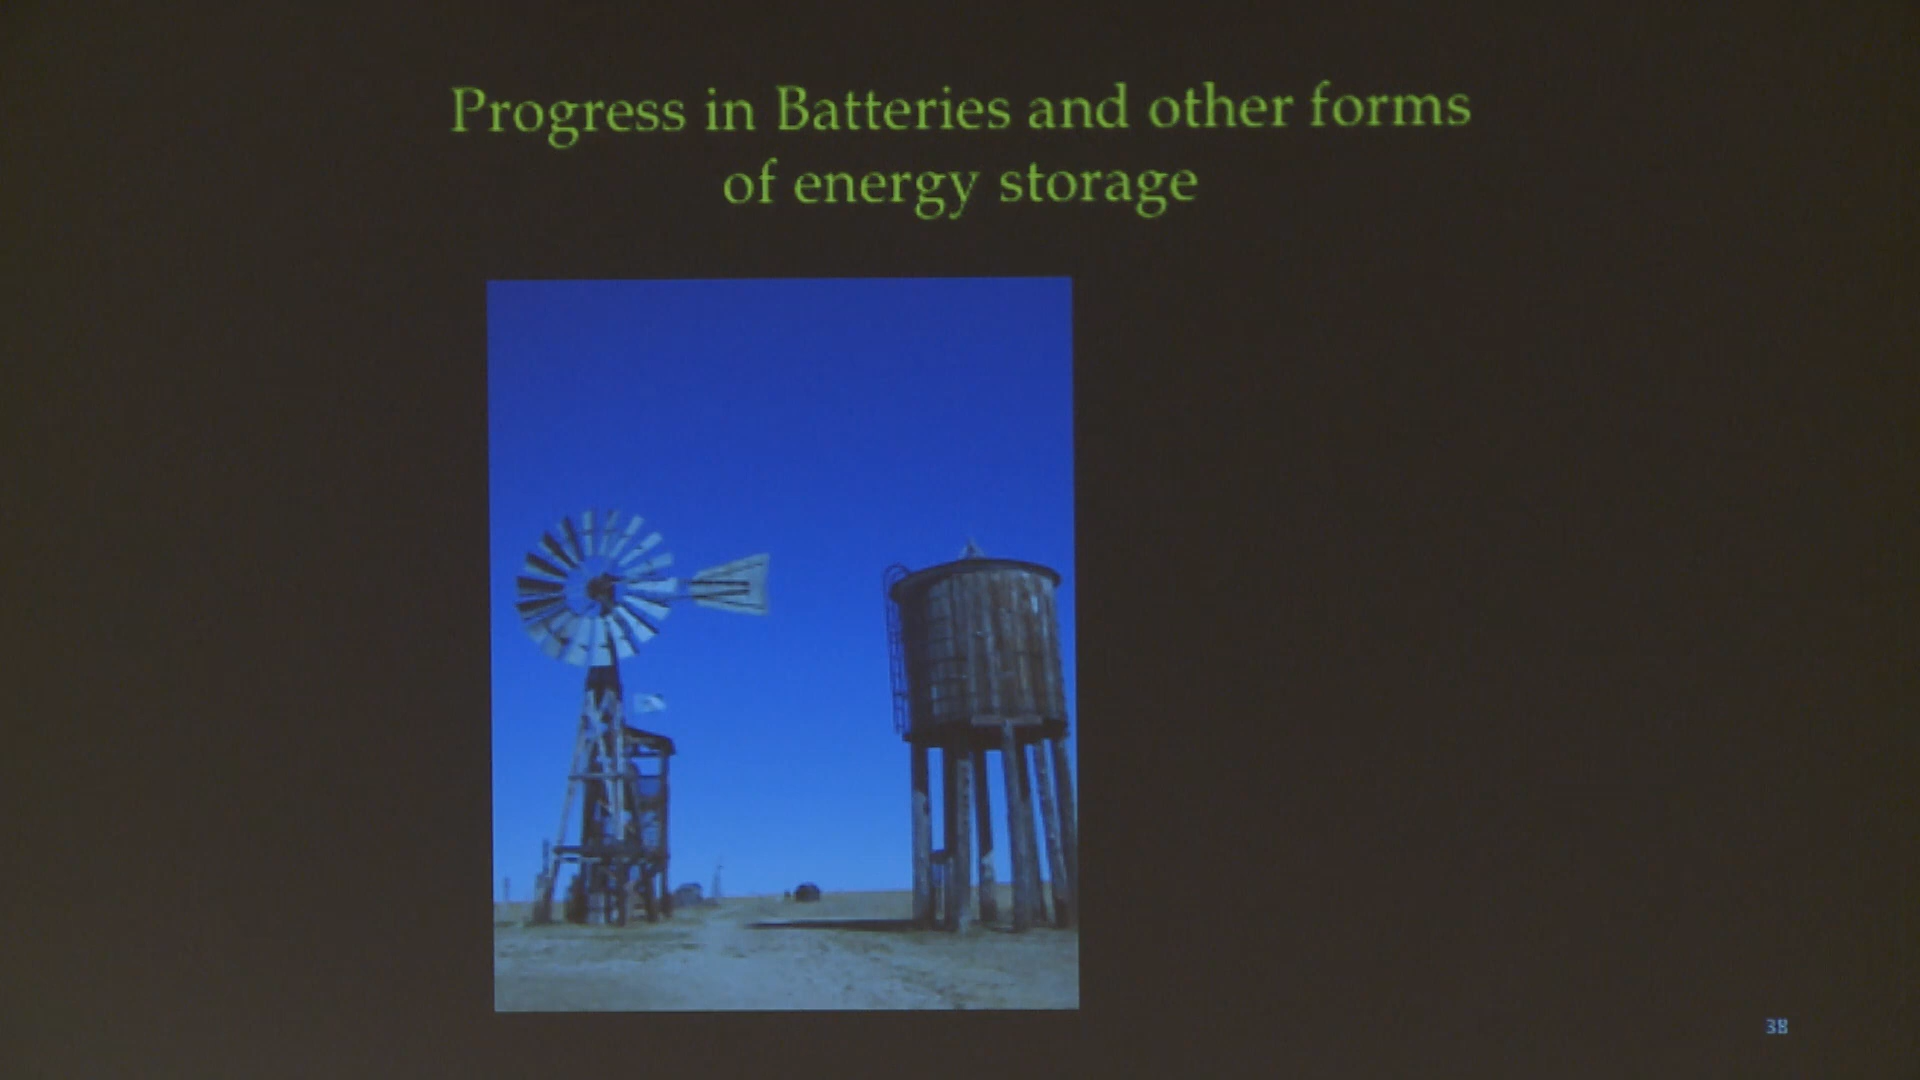 Progress in Batteries and other forms
of energy storage
38